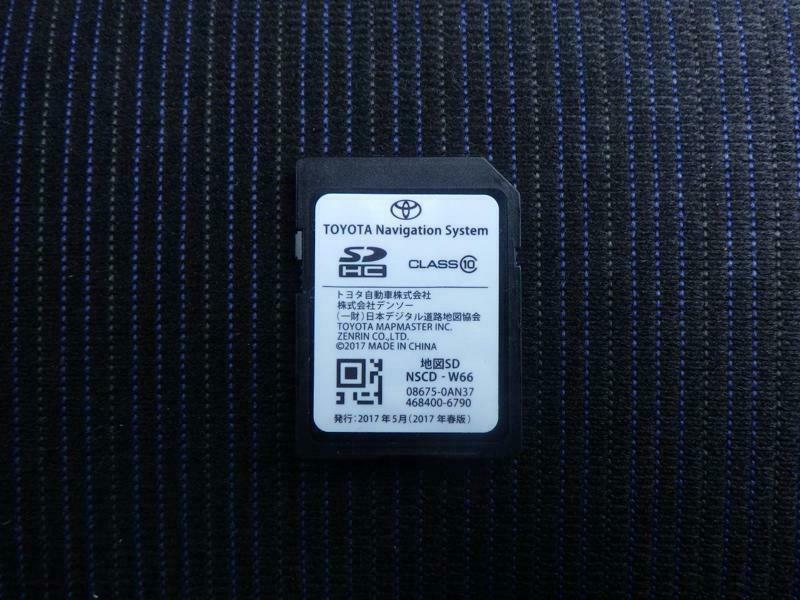 TOYOTA Navigation System
SD HC CLASS 10
トヨタ自動車株式会社
株式会社デンソー
(一財)日本デジタル道路地図協会
TOYOTA MAPMASTER INC.
ZENRIN CO.,LTD.
©2017 MADE IN CHINA
地図SD
NSCD - W66
08675-0AN37
468400-6790
発行:2017年5月(2017年春版)